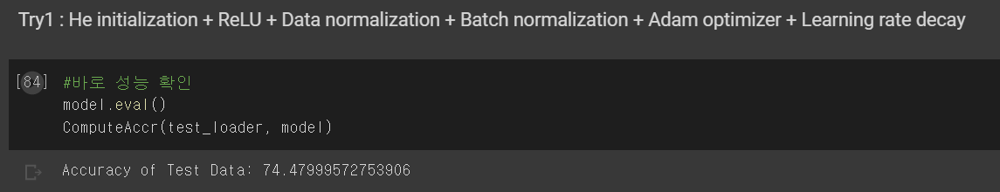 Try1 : He initialization + ReLU + Data normalization + Batch normalization + Adam optimizer + Learning rate decay
[84] #바로 성능 확인
model.eval()
ComputeAccr(test_loader, model)
Accuracy of Test Data: 74.47999572753906